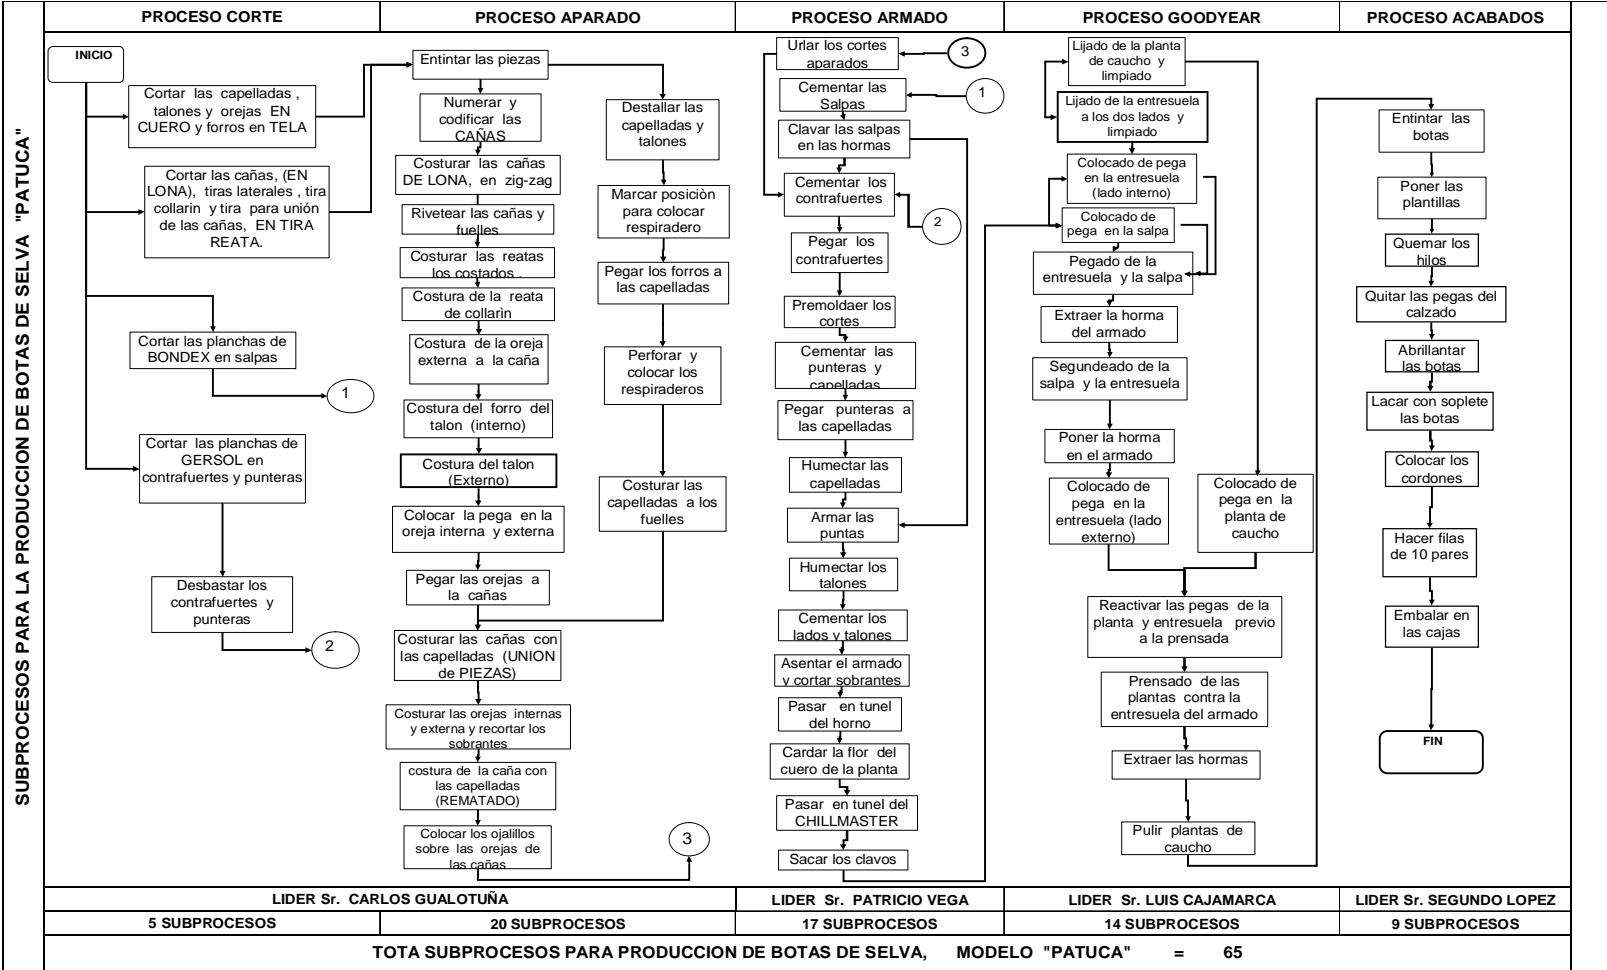 SUBPROCESOS PARA LA PRODUCCION DE BOTAS DE SELVA "PATUCA"
PROCESO CORTE
INICIO
Cortar las capelladas ,
talones y orejas EN
CUERO y forros en TELA
Cortar las cañas, (EN
LONA), tiras laterales , tira
collarin y tira para unión
de las cañas, EN TIRA
REATA.
Cortar las planchas de
BONDEX en salpas
1
Cortar las planchas de
GERSOL en
contrafuertes y punteras
Desbastar los
contrafuertes y
punteras
2
PROCESO APARADO
Entintar las piezas
Numerar y
codificar las
CAÑAS
Costurar las cañas
DE LONA, en zig-zag
Rivetear las cañas y
fuelles
Costurar las reatas
los costados .
Costura de la reata
de collarìn
Costura de la oreja
externa a la caña
Costura del forro del
talon (interno)
Costura del talon
(Externo)
Colocar la pega en la
oreja interna y externa
Pegar las orejas a
la cañas
Costurar las cañas con
las capelladas (UNION
de PIEZAS)
Costurar las orejas internas
y externa y recortar los
sobrantes
costura de la caña con
las capelladas
(REMATADO)
Colocar los ojalillos
sobre las orejas de
las cañas
Destallar las
capelladas y
talones
Marcar posiciòn
para colocar
respiradero
Pegar los forros a
las capelladas
Perforar y
colocar los
respiraderos
Costurar las
capelladas a los
fuelles
3
PROCESO ARMADO
Urlar los cortes
aparados
3
Cementar las
Salpas
1
Clavar las salpas
en las hormas
Cementar los
contrafuertes
2
Pegar los
contrafuertes
Premoldaer los
cortes
Cementar las
punteras y
capelladas
Pegar punteras a
las capelladas
Humectar las
capelladas
Armar las
puntas
Humectar los
talones
Cementar los
lados y talones
Asentar el armado
y cortar sobrantes
Pasar en tunel
del horno
Cardar la flor del
cuero de la planta
Pasar en tunel del
CHILLMASTER
Sacar los clavos
PROCESO GOODYEAR
Lijado de la planta
de caucho y
limpiado
Lijado de la entresuela
a los dos lados y
limpiado
Colocado de pega
en la entresuela
(lado interno)
Colocado de
pega en la salpa
Pegado de la
entresuela y la salpa
Extraer la horma
del armado
Segundeado de la
salpa y la entresuela
Poner la horma
en el armado
Colocado de
pega en la
entresuela (lado
externo)
Colocado de
pega en la
planta de
caucho
Reactivar las pegas de la
planta y entresuela previo
a la prensada
Prensado de las
plantas contra la
entresuela del armado
Extraer las hormas
Pulir plantas de
caucho
PROCESO ACABADOS
Entintar las
botas
Poner las
plantillas
Quemar los
hilos
Quitar las pegas del
calzado
Abrillantar
las botas
Lacar con soplete
las botas
Colocar los
cordones
Hacer filas
de 10 pares
Embalar en
las cajas
FIN
LIDER Sr. CARLOS GUALOTUÑA
LIDER Sr. PATRICIO VEGA
LIDER Sr. LUIS CAJAMARCA
LIDER Sr. SEGUNDO LOPEZ
5 SUBPROCESOS
20 SUBPROCESOS
17 SUBPROCESOS
14 SUBPROCESOS
9 SUBPROCESOS
TOTA SUBPROCESOS PARA PRODUCCION DE BOTAS DE SELVA, MODELO "PATUCA" = 65